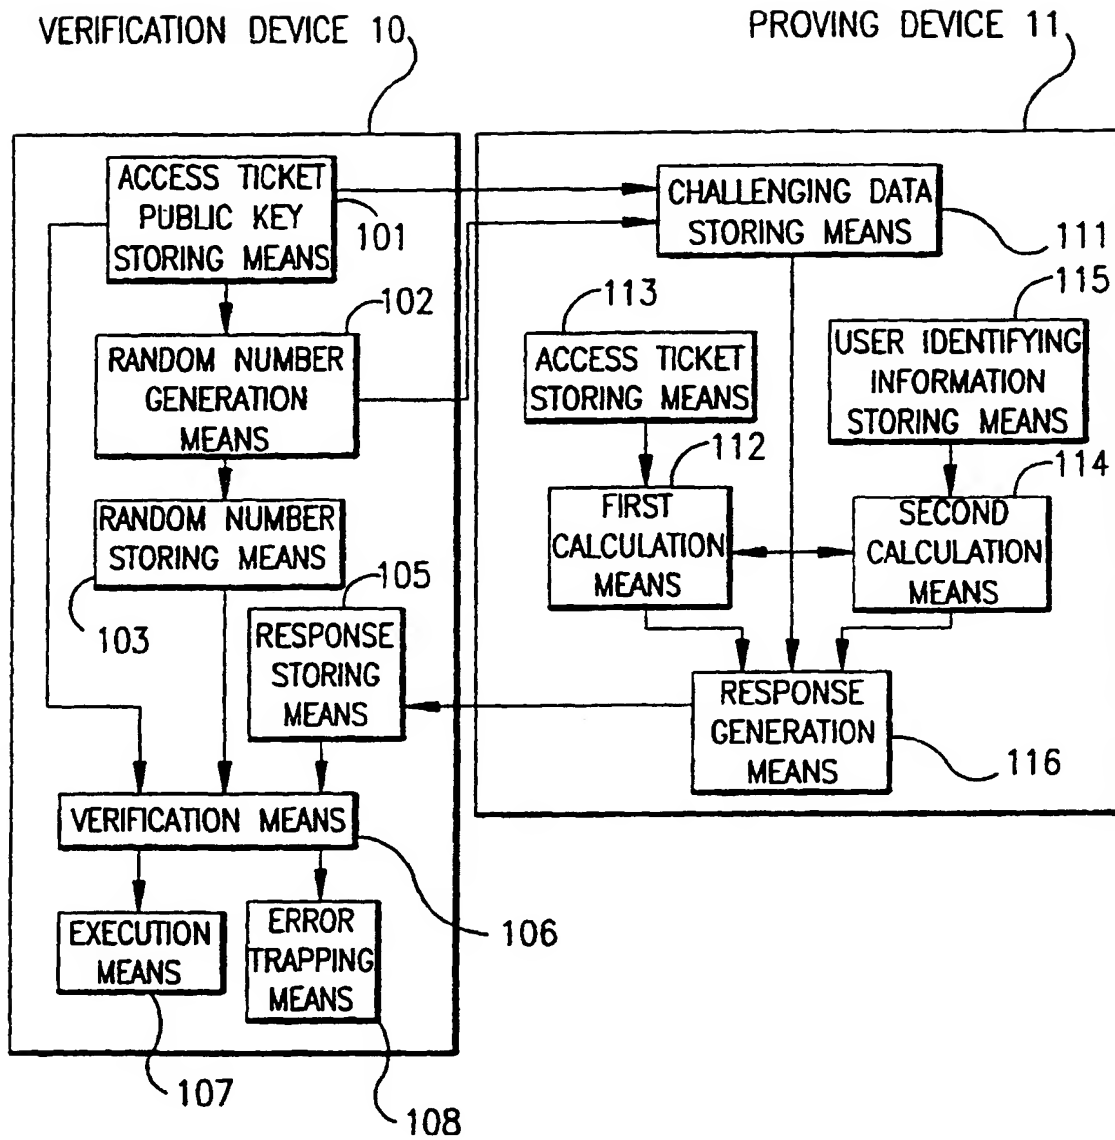 VERIFICATION DEVICE 10
PROVING DEVICE 11
ACCESS TICKET
PUBLIC KEY
STORING MEANS
101
102
RANDOM NUMBER
GENERATION
MEANS
RANDOM NUMBER
STORING MEANS
103
105
RESPONSE
STORING
MEANS
VERIFICATION MEANS
106
EXECUTION
MEANS
107
ERROR
TRAPPING
MEANS
108
CHALLENGING DATA
STORING MEANS
111
113
ACCESS TICKET
STORING MEANS
115
USER IDENTIFYING
INFORMATION
STORING MEANS
112
FIRST
CALCULATION
MEANS
114
SECOND
CALCULATION
MEANS
RESPONSE
GENERATION
MEANS
116